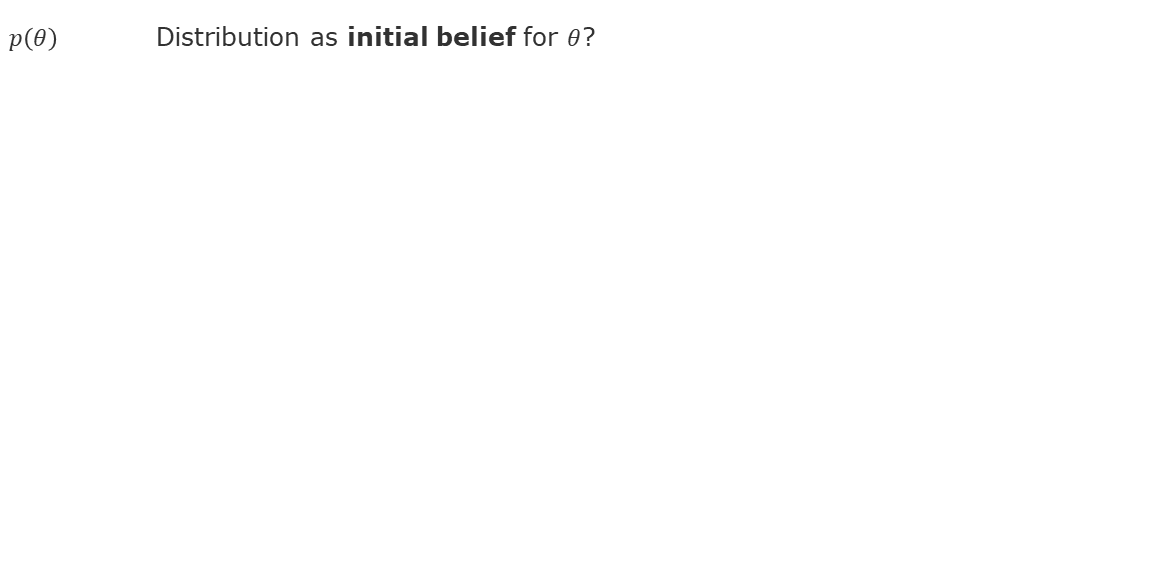 p(θ) Distribution as initial belief for θ?